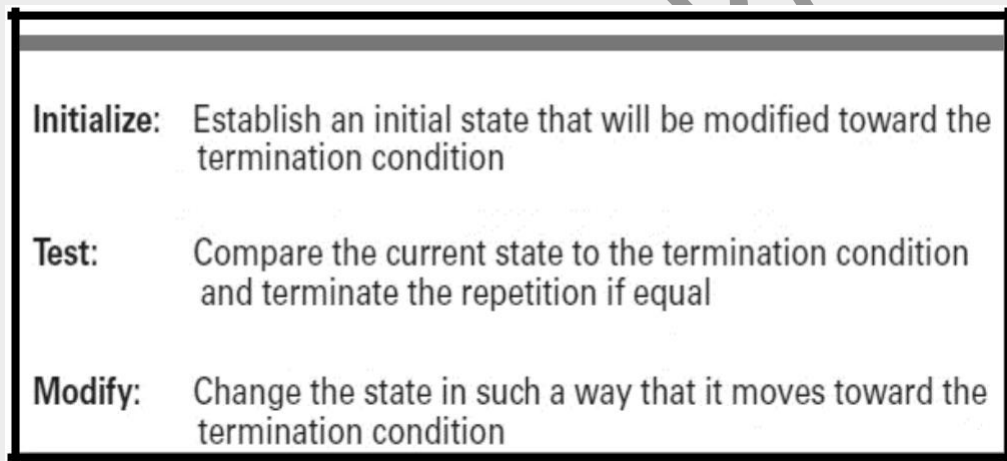 Initialize: Establish an initial state that will be modified toward the
termination condition
Test: Compare the current state to the termination condition
and terminate the repetition if equal
Modify: Change the state in such a way that it moves toward the
termination condition